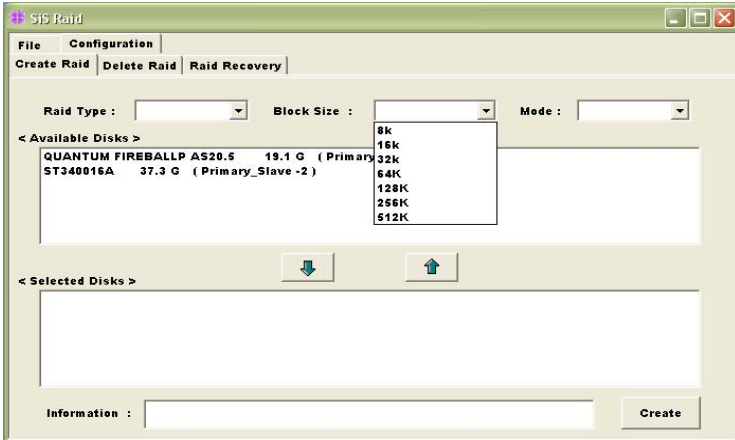 SiS Raid
File Configuration
Create Raid Delete Raid Raid Recovery
Raid Type : Block Size : Mode :
< Available Disks >
8k
16k
32k
64K
128K
256K
512K
QUANTUM FIREBALLP AS20.5 19.1 G ( Primary
ST340016A 37.3 G ( Primary_Slave -2 )
< Selected Disks >
Information :
Create